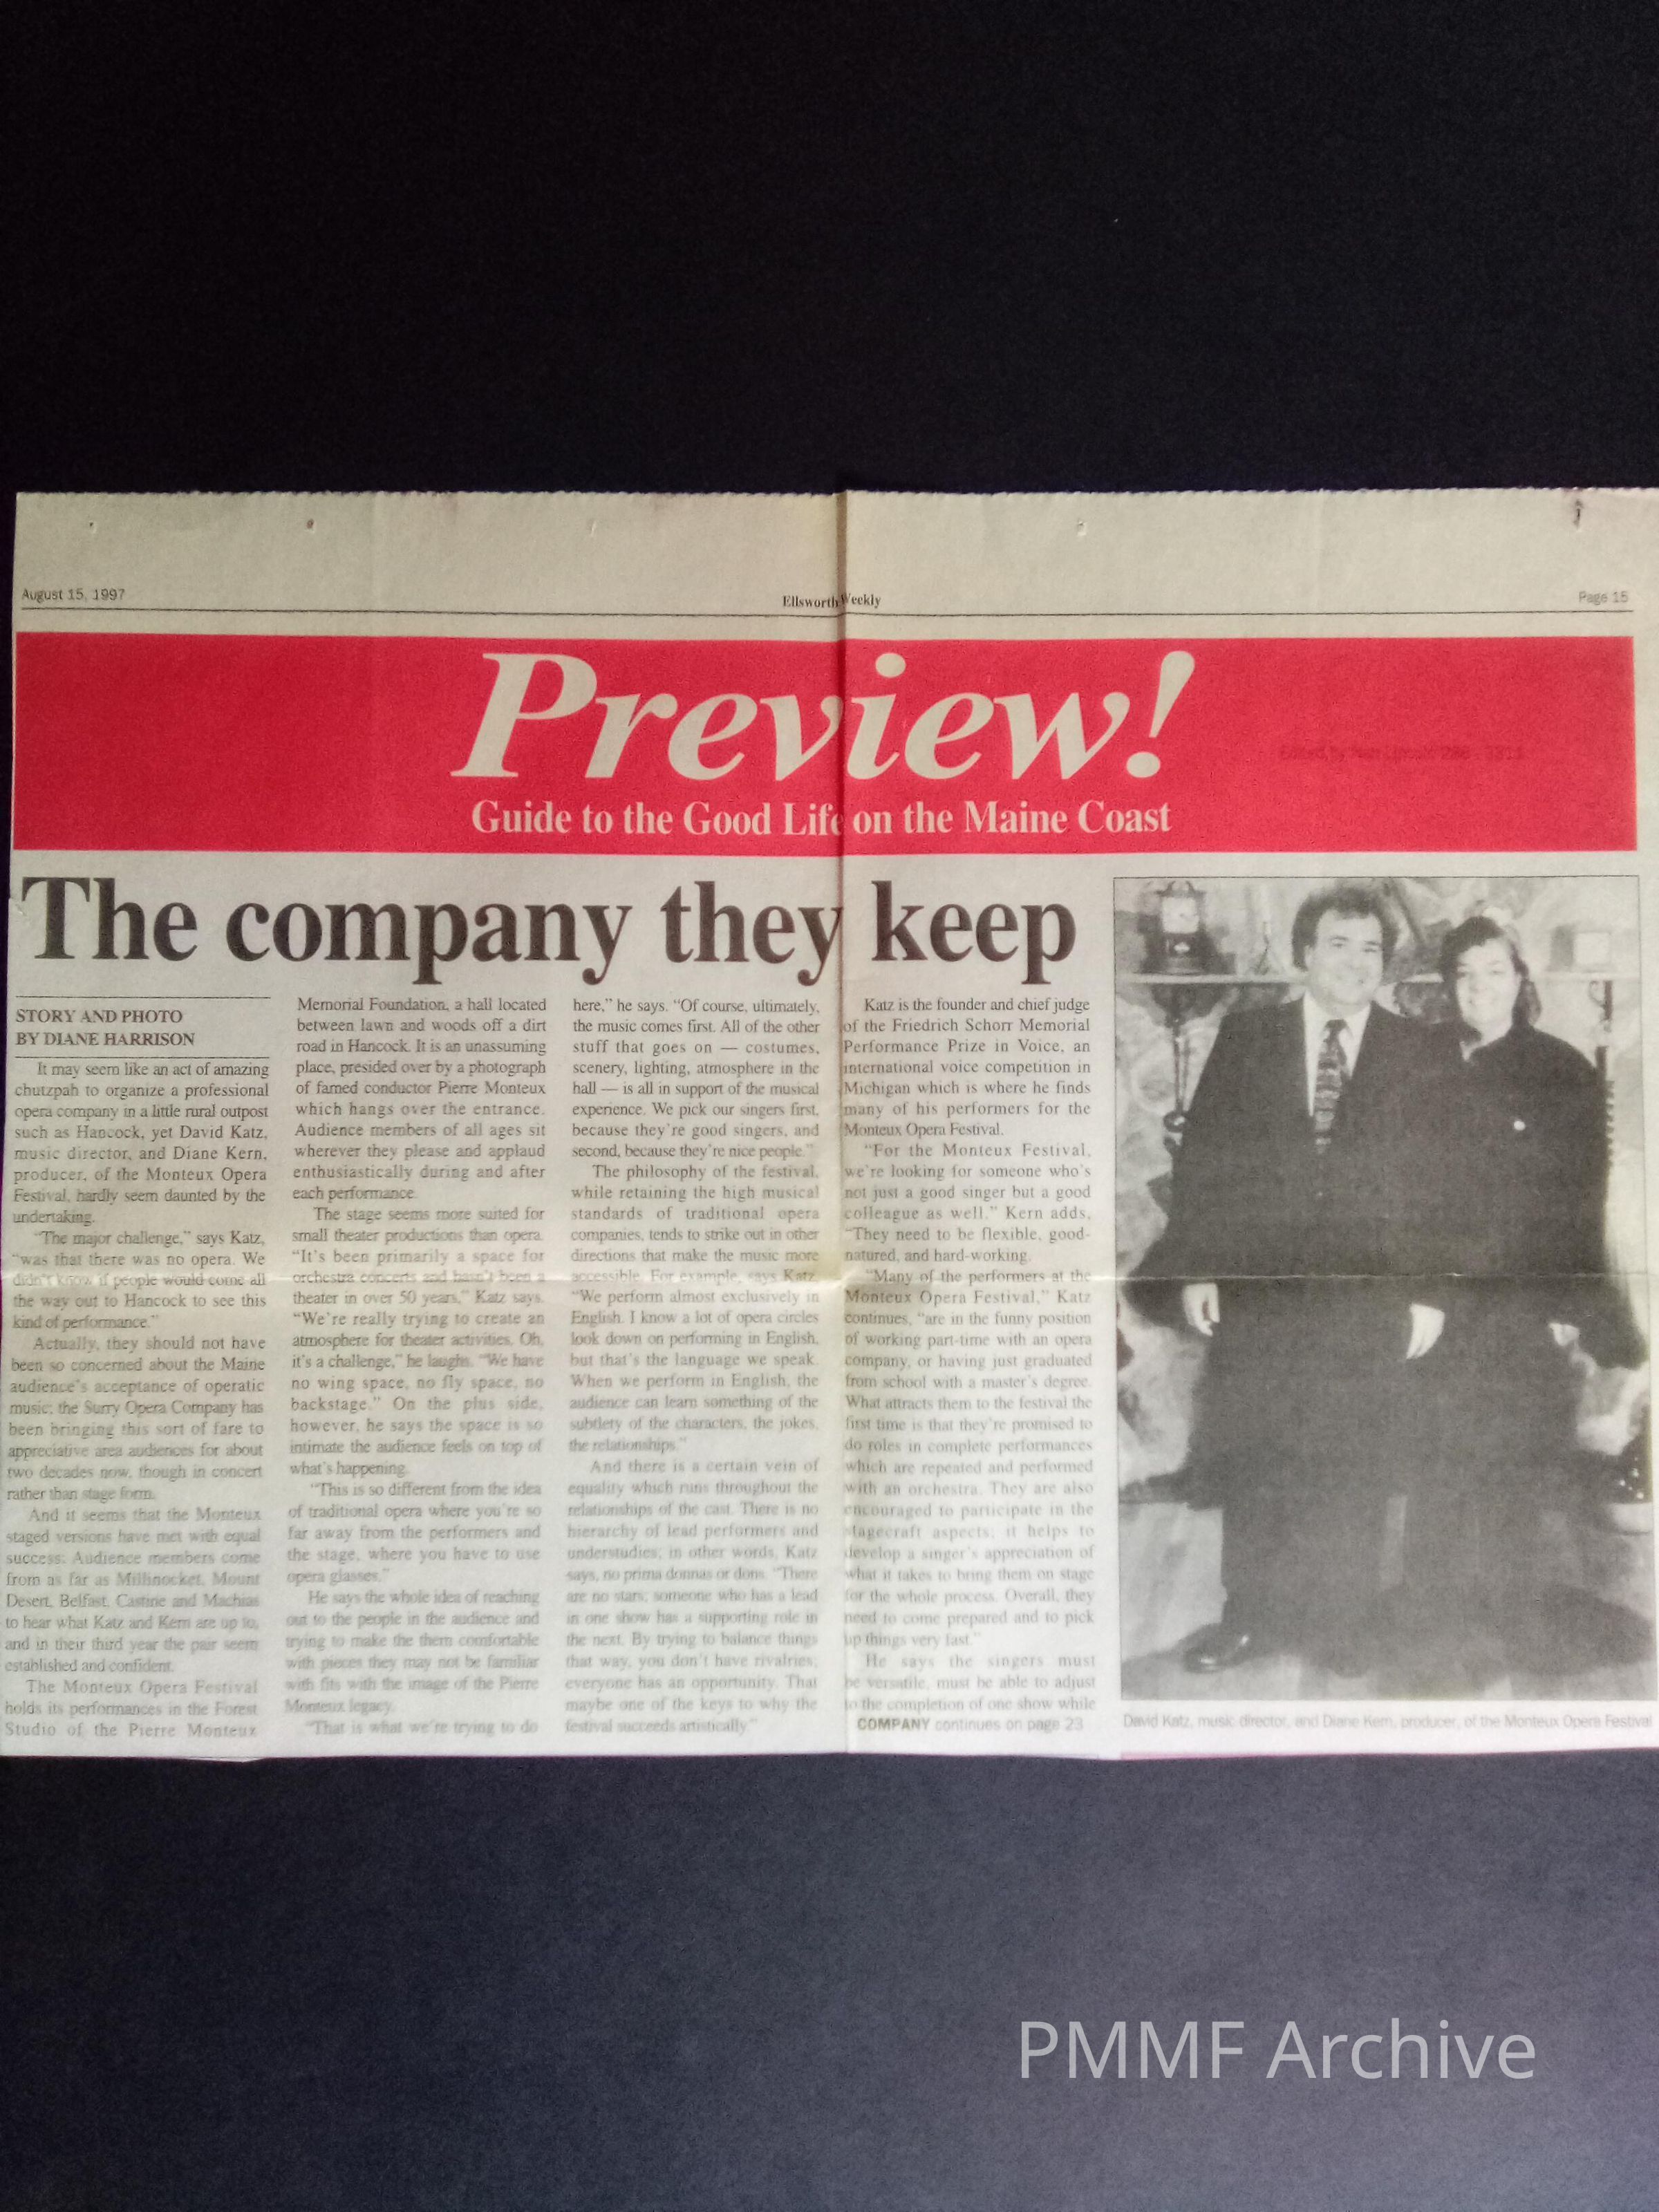 August 15, 1997
Ellsworth Weekly
Page 15
Preview!
Guide to the Good Life on the Maine Coast
The company they keep
STORY AND PHOTO
BY DIANE HARRISON
It may seem like an act of amazing
chutzpah to organize a professional
opera company in a little rural outpost
such as Hancock, yet David Katz,
music director, and Diane Kern,
producer, of the Monteux Opera
Festival, hardly seem daunted by the
undertaking.
"The major challenge," says Katz,
"was that there was no opera. We
didn't know if people would come all
the way out to Hancock to see this
kind of performance."
Actually, they should not have
been so concerned about the Maine
audience's acceptance of operatic
music; the Surry Opera Company has
been bringing this sort of fare to
appreciative area audiences for about
two decades now, though in concert
rather than stage form.
And it seems that the Monteux
staged versions have met with equal
success. Audience members come
from as far as Millinocket, Mount
Desert, Belfast, Castine and Machias
to hear what Katz and Kern are up to,
and in their third year the pair seem
established and confident.
The Monteux Opera Festival
holds its performances in the Forest
Studio of the Pierre Monteux
Memorial Foundation, a hall located
between lawn and woods off a dirt
road in Hancock. It is an unassuming
place, presided over by a photograph
of famed conductor Pierre Monteux
which hangs over the entrance.
Audience members of all ages sit
wherever they please and applaud
enthusiastically during and after
each performance.
The stage seems more suited for
small theater productions than opera.
"It's been primarily a space for
orchestra concerts and hasn't been a
theater in over 50 years," Katz says.
"We're really trying to create an
atmosphere for theater activities. Oh,
it's a challenge," he laughs. "We have
no wing space, no fly space, no
backstage." On the plus side,
however, he says the space is so
intimate the audience feels on top of
what's happening.
"This is so different from the idea
of traditional opera where you're so
far away from the performers and
the stage, where you have to use
opera glasses."
He says the whole idea of reaching
out to the people in the audience and
trying to make the them comfortable
with pieces they may not be familiar
with fits with the image of the Pierre
Monteux legacy.
"That is what we're trying to do
here," he says. "Of course, ultimately,
the music comes first. All of the other
stuff that goes on — costumes,
scenery, lighting, atmosphere in the
hall — is all in support of the musical
experience. We pick our singers first,
because they're good singers, and
second, because they're nice people."
The philosophy of the festival,
while retaining the high musical
standards of traditional opera
companies, tends to strike out in other
directions that make the music more
accessible. For example, says Katz,
"We perform almost exclusively in
English. I know a lot of opera circles
look down on performing in English,
but that's the language we speak.
When we perform in English, the
audience can learn something of the
subtlety of the characters, the jokes,
the relationships."
And there is a certain vein of
equality which runs throughout the
relationships of the cast. There is no
hierarchy of lead performers and
understudies; in other words, Katz
says, no prima donnas or dons. "There
are no stars; someone who has a lead
in one show has a supporting role in
the next. By trying to balance things
that way, you don't have rivalries;
everyone has an opportunity. That
maybe one of the keys to why the
festival succeeds artistically."
Katz is the founder and chief judge
of the Friedrich Schorr Memorial
Performance Prize in Voice, an
international voice competition in
Michigan which is where he finds
many of his performers for the
Monteux Opera Festival.
"For the Monteux Festival,
we're looking for someone who's
not just a good singer but a good
colleague as well." Kern adds,
"They need to be flexible, good-
natured, and hard-working.
"Many of the performers at the
Monteux Opera Festival," Katz
continues, "are in the funny position
of working part-time with an opera
company, or having just graduated
from school with a master's degree.
What attracts them to the festival the
first time is that they're promised to
do roles in complete performances
which are repeated and performed
with an orchestra. They are also
encouraged to participate in the
stagecraft aspects; it helps to
develop a singer's appreciation of
what it takes to bring them on stage
for the whole process. Overall, they
need to come prepared and to pick
up things very fast."
He says the singers must
be versatile, must be able to adjust
to the completion of one show while
COMPANY continues on page 23
David Katz, music director, and Diane Kern, producer, of the Monteux Opera Festival
PMMF Archive